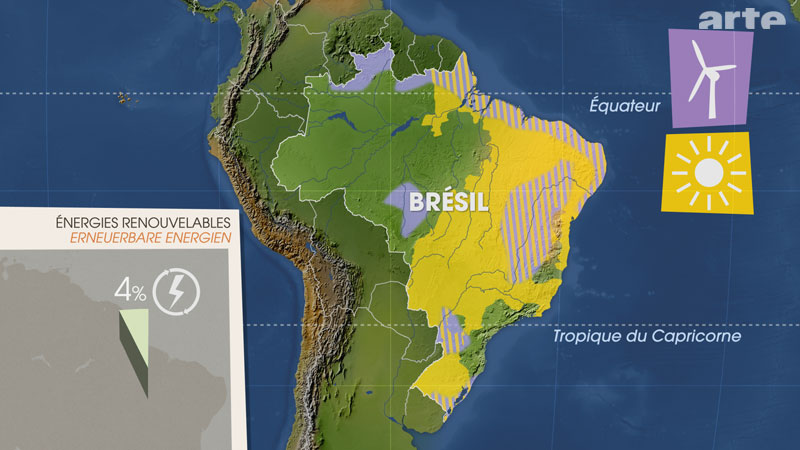 arte
Équateur
BRÉSIL
ÉNERGIES RENOUVELABLES
ERNEUERBARE ENERGIEN
4%
Tropique du Capricorne